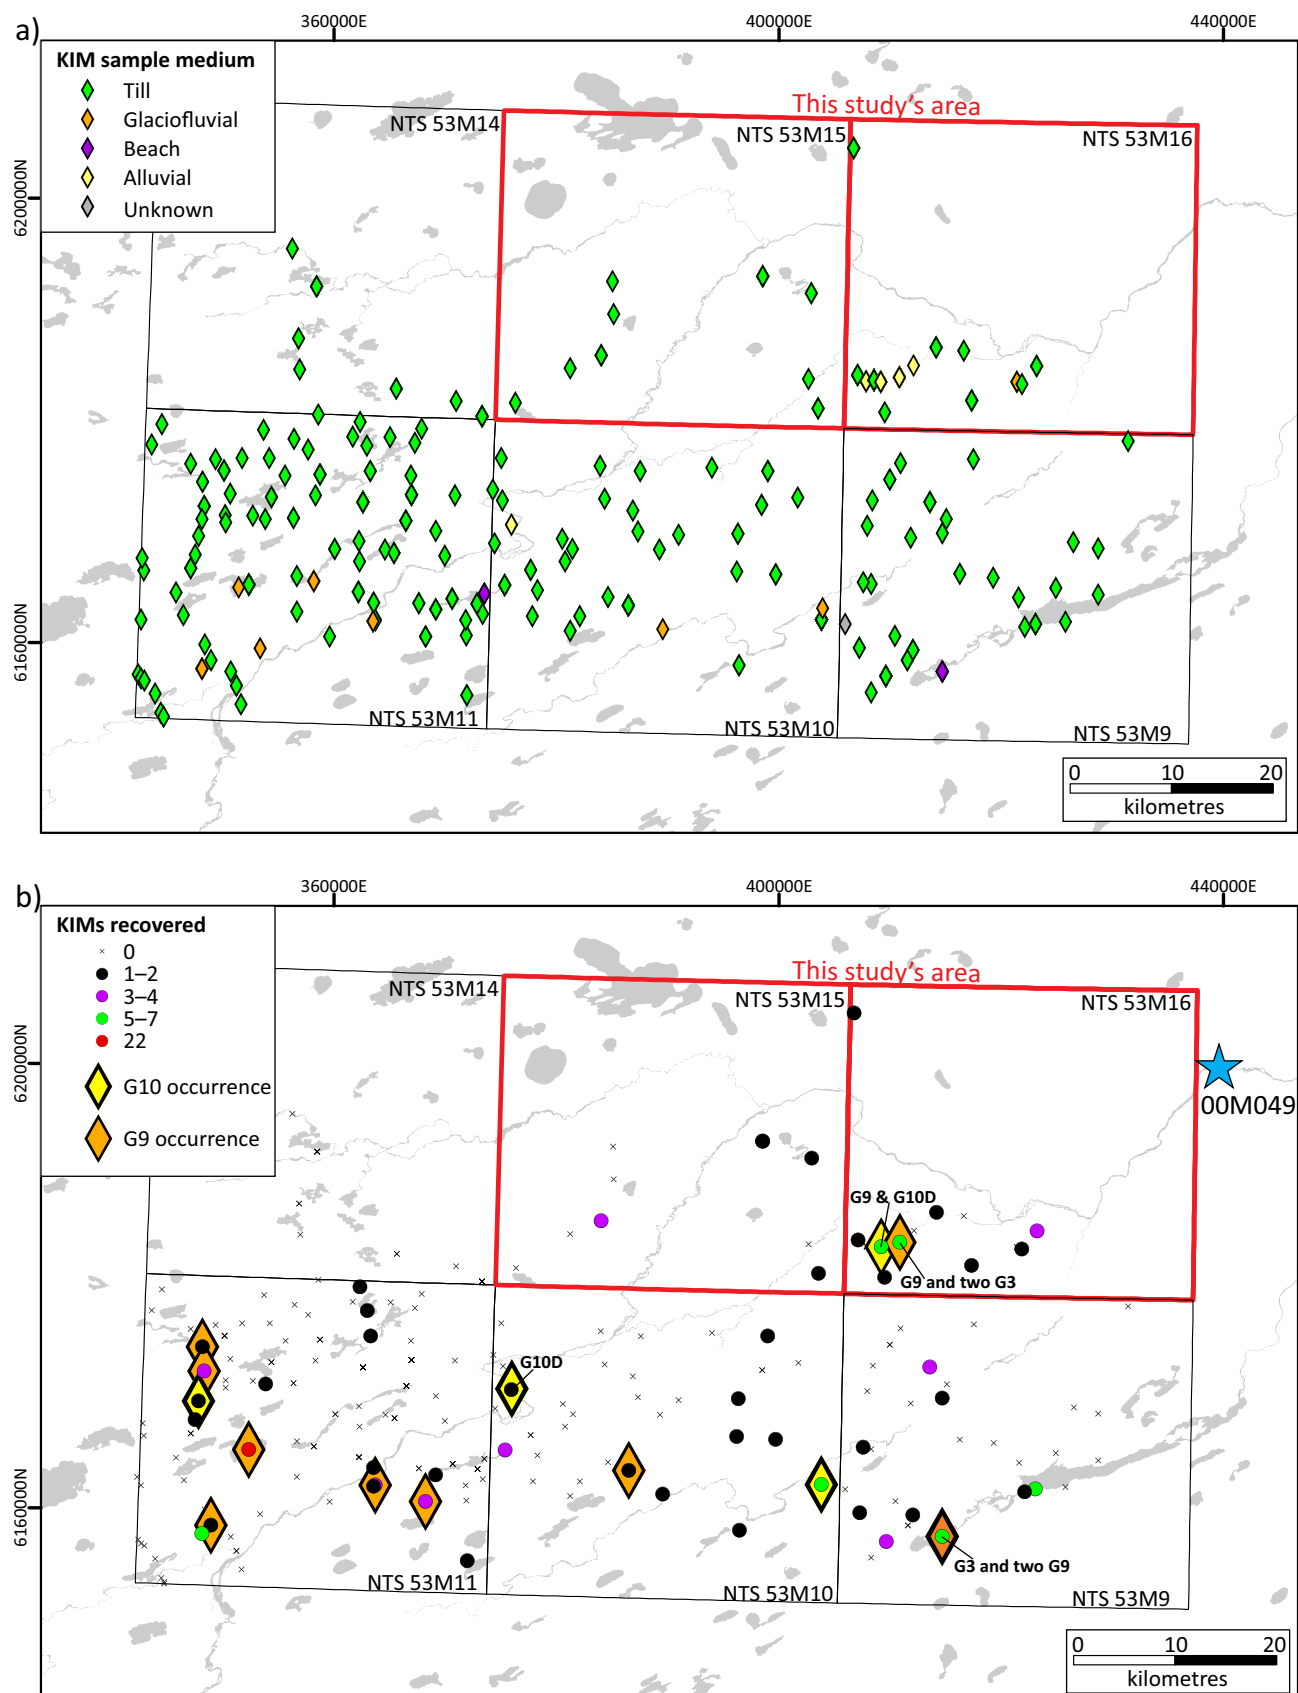 a)
360000E
400000E
440000E
KIM sample medium
Till
Glaciofluvial
Beach
Alluvial
Unknown
This study's area
NTS 53M14
NTS 53M15
NTS 53M16
6200000N
6160000N
NTS 53M11
NTS 53M10
NTS 53M9
0 10 20
kilometres
b)
360000E
400000E
440000E
KIMs recovered
0
1–2
3–4
5–7
22
G10 occurrence
G9 occurrence
This study's area
NTS 53M14
NTS 53M15
NTS 53M16
6200000N
00M049
G9 & G10D
G9 and two G3
G10D
6160000N
G3 and two G9
NTS 53M11
NTS 53M10
NTS 53M9
0 10 20
kilometres